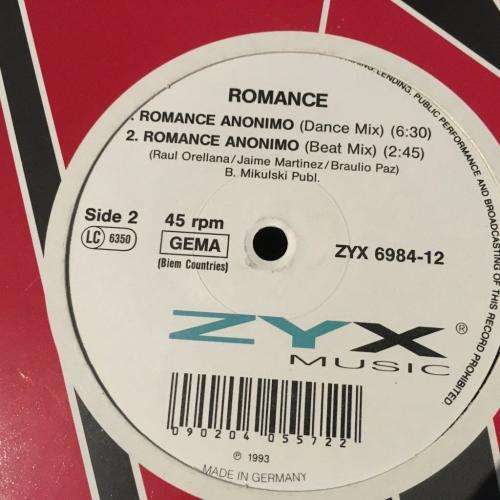 ROMANCE
. ROMANCE ANONIMO (Dance Mix) (6:30)
2. ROMANCE ANONIMO (Beat Mix) (2:45)
(Raul Orellana/Jaime Martinez/Braulio Paz)
B. Mikulski Publ.
Side 2
45 rpm
LC 6350
GEMA
(Biem Countries)
ZYX 6984-12
ZYX ®
MUSIC
0 90204 055722
℗ 1993
MADE IN GERMANY
LENDING, PUBLIC PERFORMANCE AND BROADCASTING OF THIS RECORD PROHIBITED.